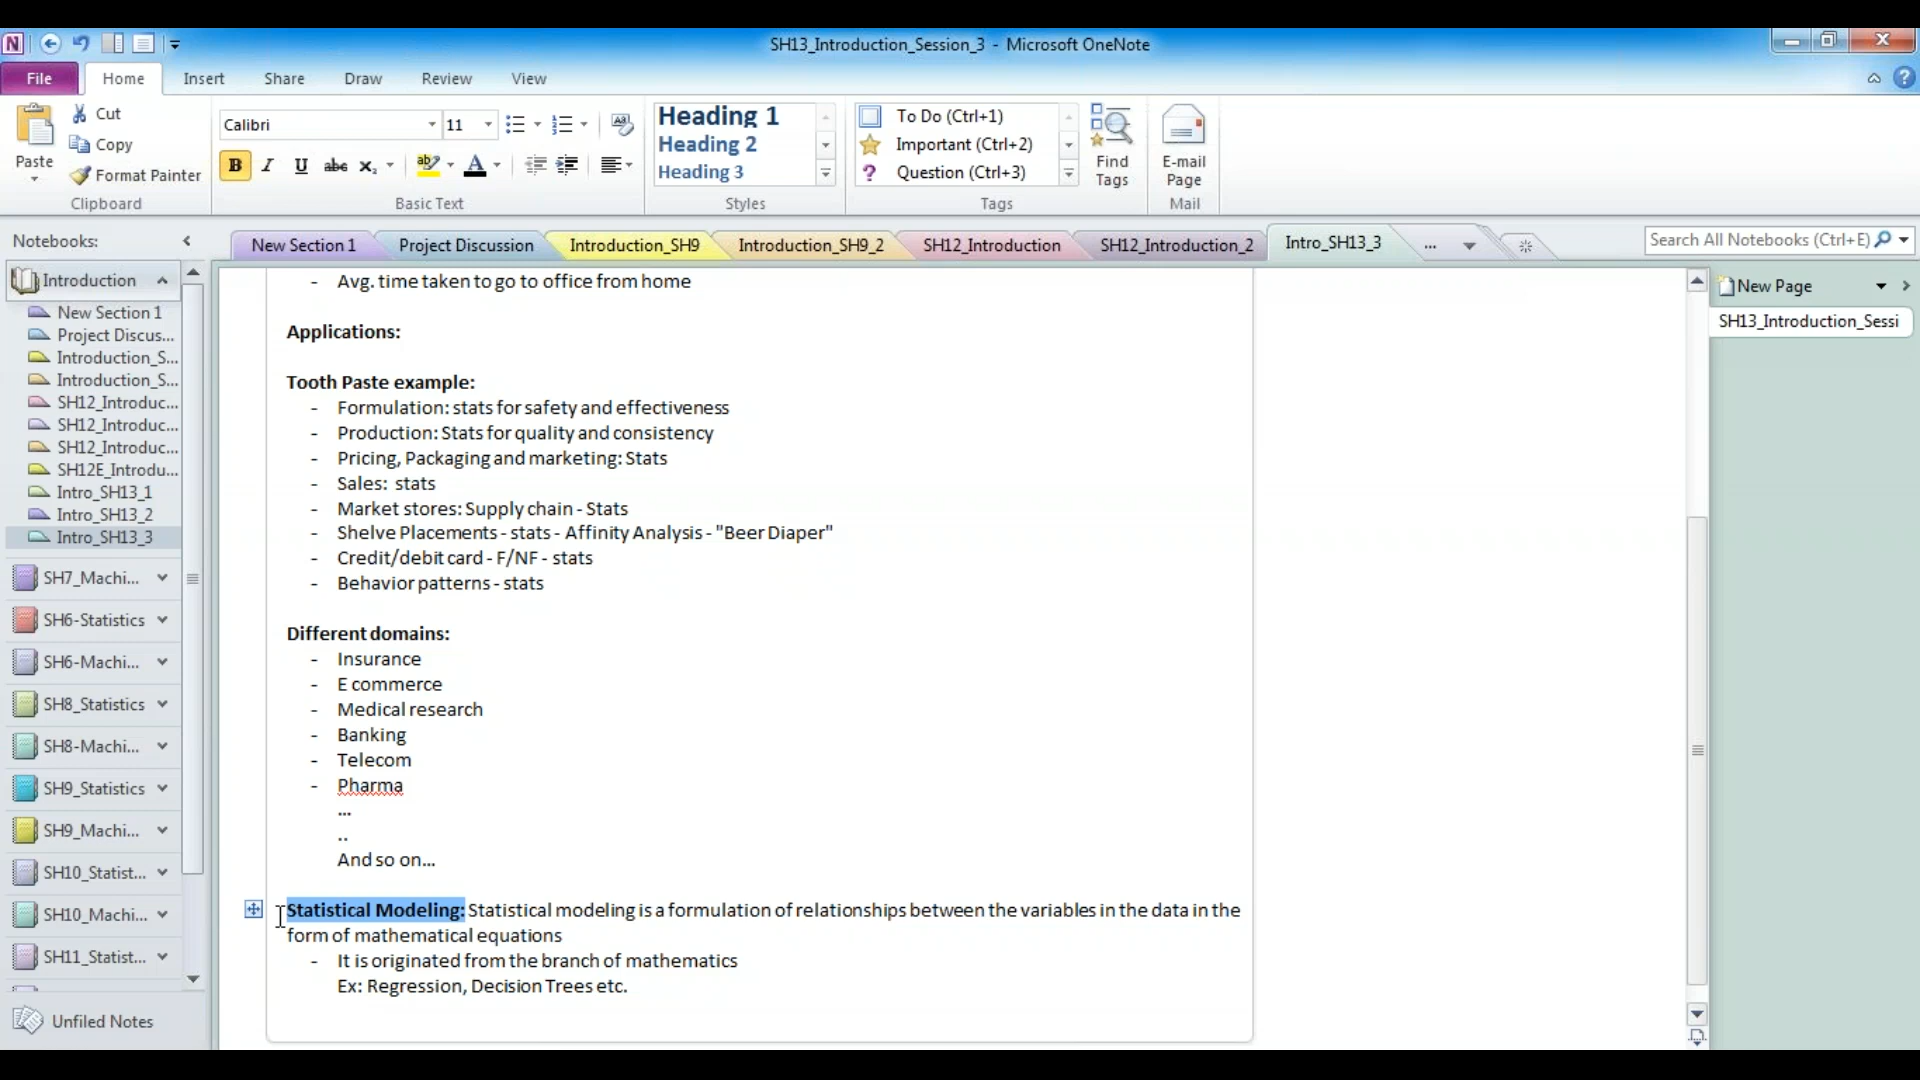 SH13_Introduction_Session_3 - Microsoft OneNote
File Home Insert Share Draw Review View
Paste
Cut
Copy
Format Painter
Clipboard
Calibri 11
B I U abc X₂ ab A
Basic Text
Heading 1
Heading 2
Heading 3
Styles
To Do (Ctrl+1)
Important (Ctrl+2)
? Question (Ctrl+3)
Tags
Find Tags
E-mail Page
Mail
Notebooks:
New Section 1 Project Discussion Introduction_SH9 Introduction_SH9_2 SH12_Introduction SH12_Introduction_2 Intro_SH13_3 ...
Search All Notebooks (Ctrl+E)
Introduction
New Section 1
Project Discus...
Introduction_S...
Introduction_S...
SH12_Introduc...
SH12_Introduc...
SH12_Introduc...
SH12E_Introdu...
Intro_SH13_1
Intro_SH13_2
Intro_SH13_3
SH7_Machi...
SH6-Statistics
SH6-Machi...
SH8_Statistics
SH8-Machi...
SH9_Statistics
SH9_Machi...
SH10_Statist...
SH10_Machi...
SH11_Statist...
Unfiled Notes
- Avg. time taken to go to office from home
Applications:
Tooth Paste example:
- Formulation: stats for safety and effectiveness
- Production: Stats for quality and consistency
- Pricing, Packaging and marketing: Stats
- Sales: stats
- Market stores: Supply chain - Stats
- Shelve Placements - stats - Affinity Analysis - "Beer Diaper"
- Credit/debit card - F/NF - stats
- Behavior patterns - stats
Different domains:
- Insurance
- E commerce
- Medical research
- Banking
- Telecom
- Pharma
...
..
And so on...
Statistical Modeling: Statistical modeling is a formulation of relationships between the variables in the data in the
form of mathematical equations
- It is originated from the branch of mathematics
Ex: Regression, Decision Trees etc.
New Page
SH13_Introduction_Sessi